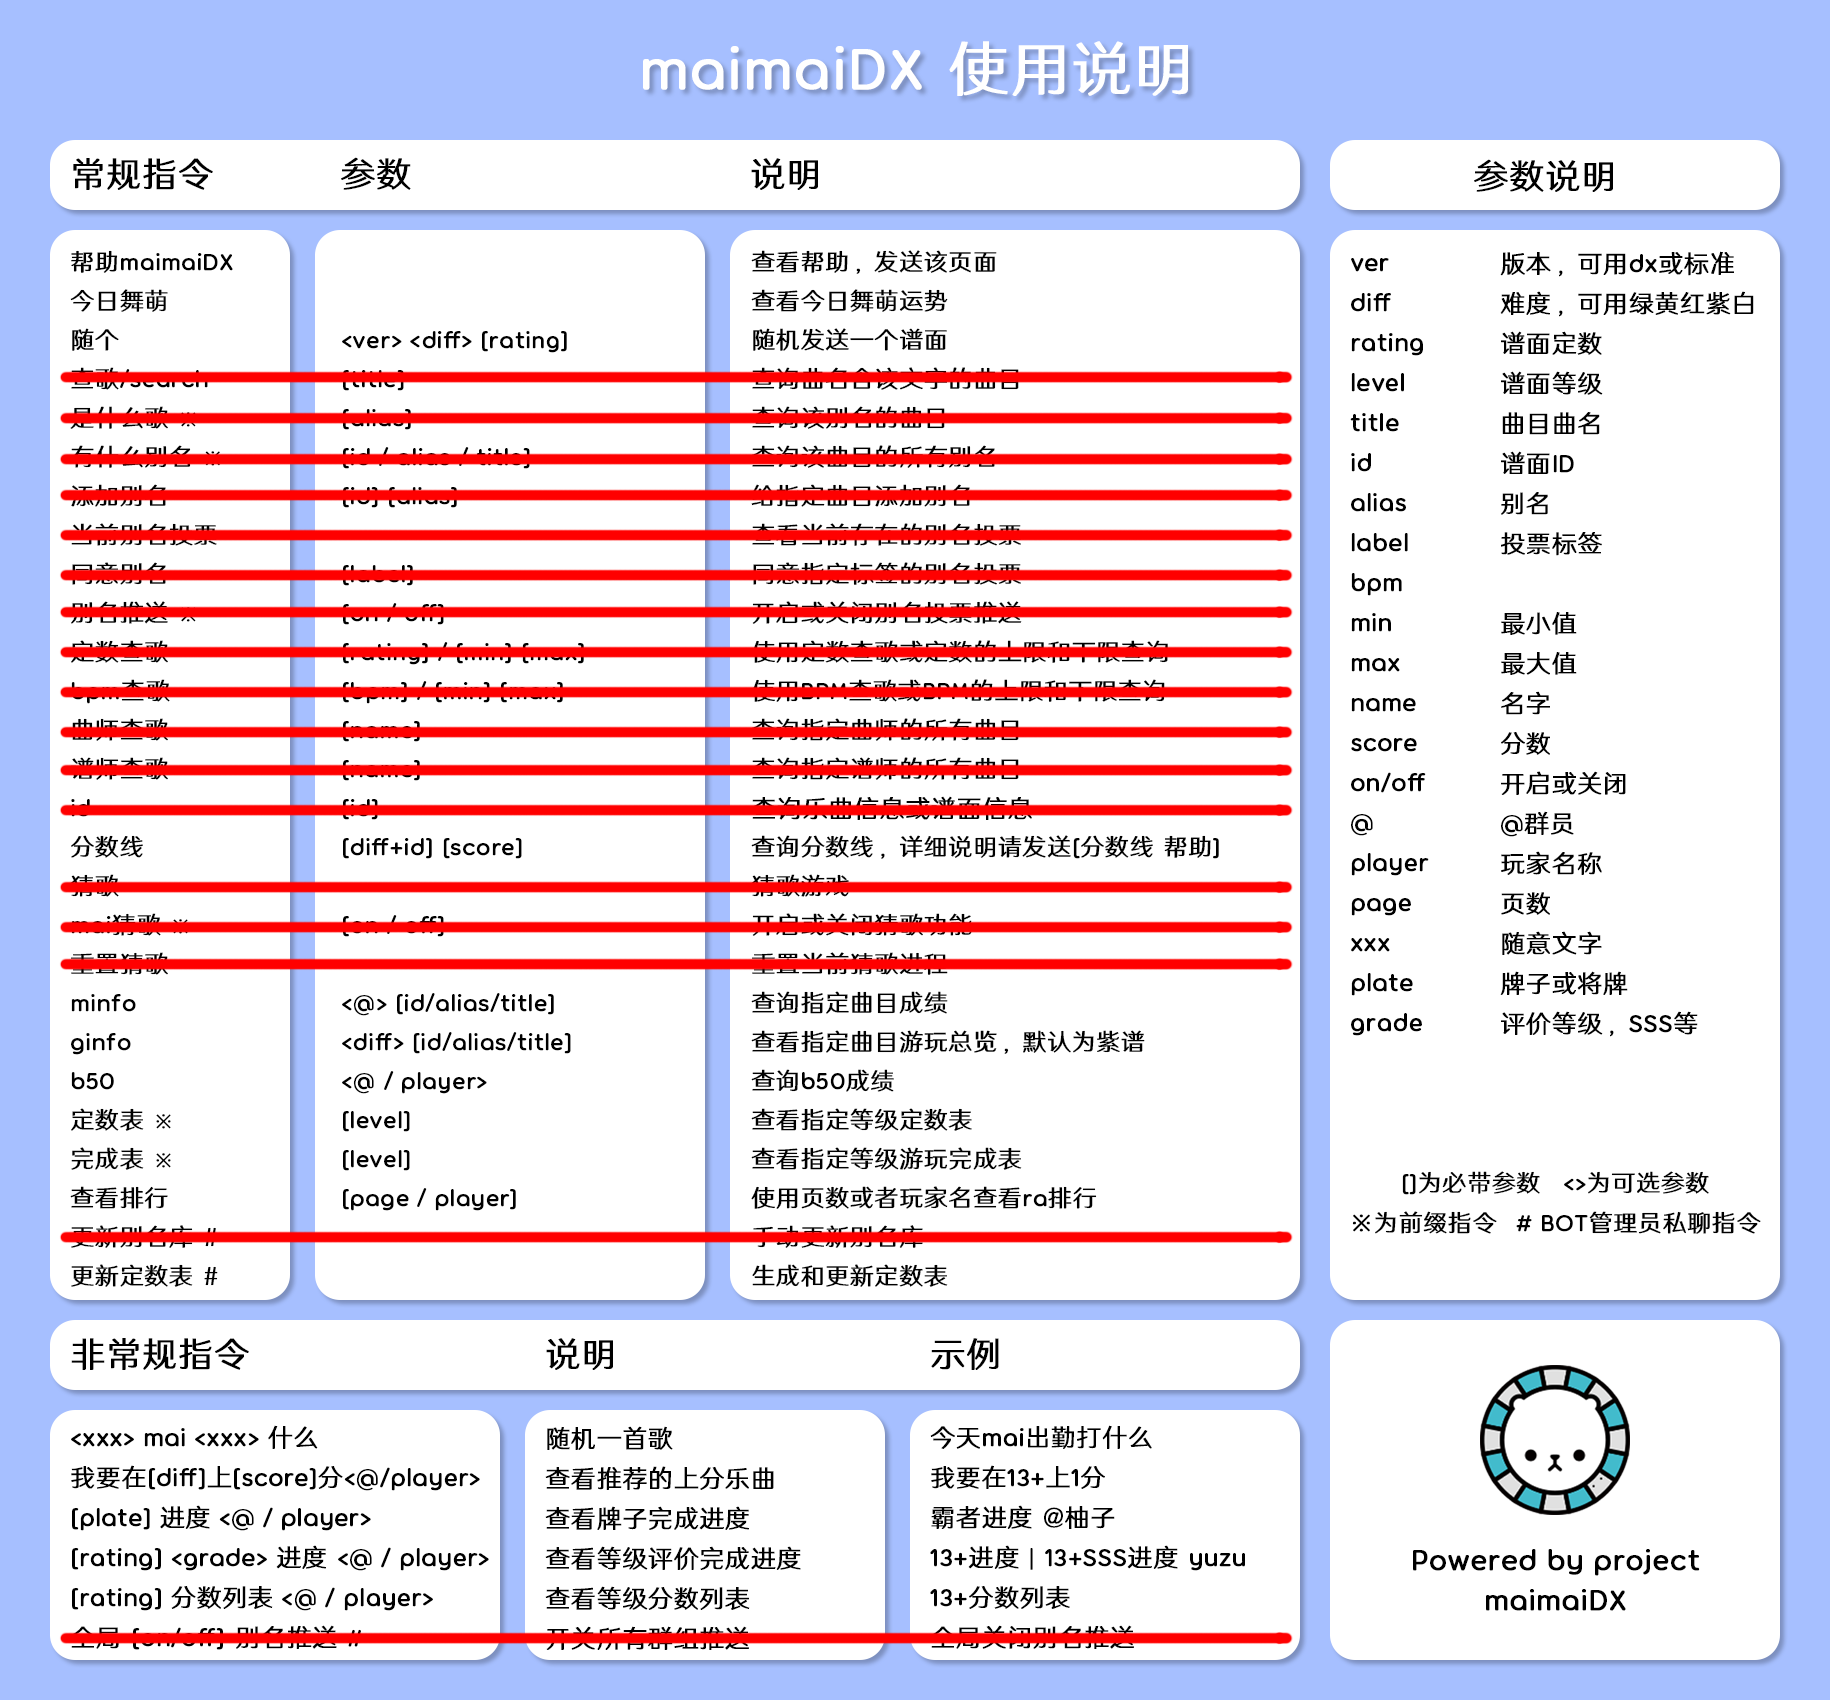 maimaiDX 使用说明
常规指令 参数 说明
帮助maimaiDX 查看帮助，发送该页面
今日舞萌 查看今日舞萌运势
随个 <ver> <diff> [rating] 随机发送一个谱面
查歌/search [title] 查询曲名含该文字的曲目
是什么歌 ※ [alias] 查询该别名的曲目
有什么别名 ※ [id / alias / title] 查询该曲目的所有别名
添加别名 [id] [alias] 给指定曲目添加别名
当前别名投票 查看当前存在的别名投票
同意别名 [label] 同意指定标签的别名投票
别名推送 ※ [on / off] 开启或关闭别名投票推送
定数查歌 [rating] / [min] [max] 使用定数查歌或定数的上限和下限查询
bpm查歌 [bpm] / [min] [max] 使用BPM查歌或BPM的上限和下限查询
曲师查歌 [name] 查询指定曲师的所有曲目
谱师查歌 [name] 查询指定谱师的所有曲目
id [id] 查询乐曲信息或谱面信息
分数线 [diff+id] [score] 查询分数线，详细说明请发送[分数线 帮助]
猜歌 猜歌游戏
mai猜歌 ※ [on / off] 开启或关闭猜歌功能
重置猜歌 重置当前猜歌进程
minfo <@> [id/alias/title] 查询指定曲目成绩
ginfo <diff> [id/alias/title] 查看指定曲目游玩总览，默认为紫谱
b50 <@ / player> 查询b50成绩
定数表 ※ [level] 查看指定等级定数表
完成表 ※ [level] 查看指定等级游玩完成表
查看排行 [page / player] 使用页数或者玩家名查看ra排行
更新别名库 # 手动更新别名库
更新定数表 # 生成和更新定数表
参数说明
ver 版本，可用dx或标准
diff 难度，可用绿黄红紫白
rating 谱面定数
level 谱面等级
title 曲目曲名
id 谱面ID
alias 别名
label 投票标签
bpm
min 最小值
max 最大值
name 名字
score 分数
on/off 开启或关闭
@ @群员
player 玩家名称
page 页数
xxx 随意文字
plate 牌子或将牌
grade 评价等级，SSS等
[]为必带参数 <>为可选参数
※为前缀指令 # BOT管理员私聊指令
非常规指令 说明 示例
<xxx> mai <xxx> 什么 随机一首歌 今天mai出勤打什么
我要在[diff]上[score]分<@/player> 查看推荐的上分乐曲 我要在13+上1分
[plate] 进度 <@ / player> 查看牌子完成进度 霸者进度 @柚子
[rating] <grade> 进度 <@ / player> 查看等级评价完成进度 13+进度 | 13+SSS进度 yuzu
[rating] 分数列表 <@ / player> 查看等级分数列表 13+分数列表
全局 [on/off] 别名推送 # 开关所有群组推送 全局关闭别名推送
Powered by project
maimaiDX